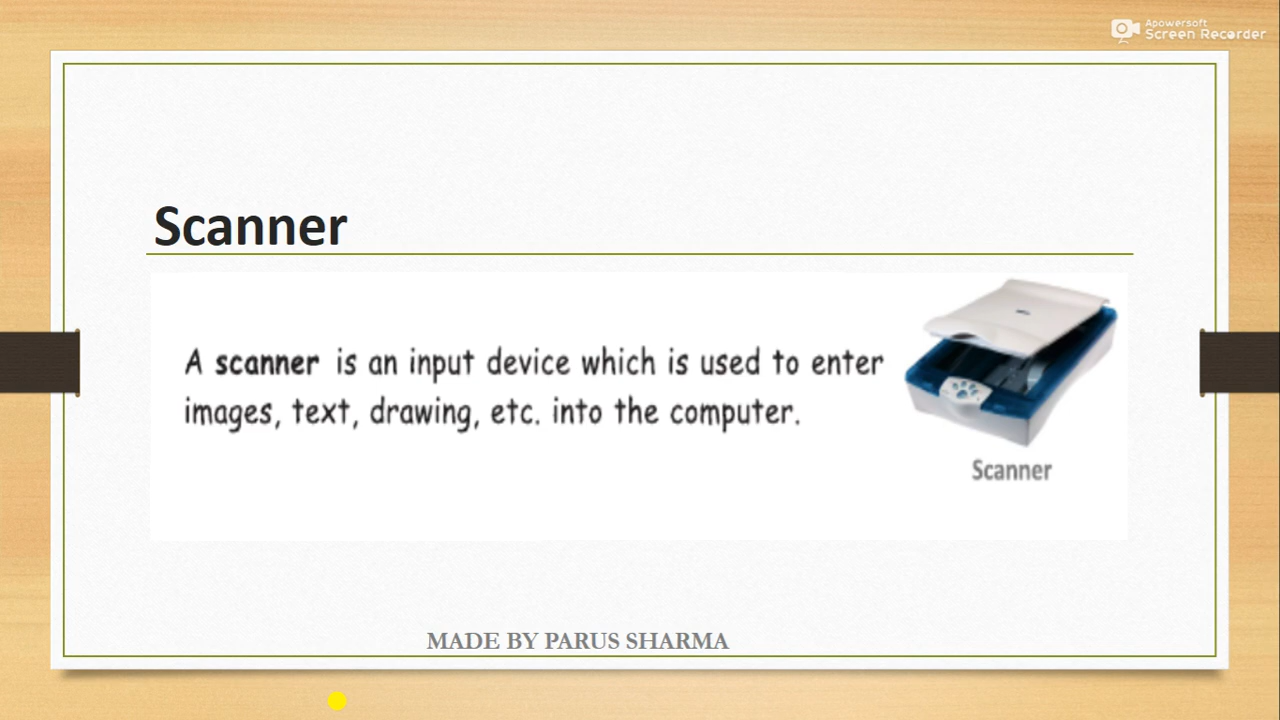 Apowersoft
Screen Recorder
Scanner
A scanner is an input device which is used to enter
images, text, drawing, etc. into the computer.
Scanner
MADE BY PARUS SHARMA